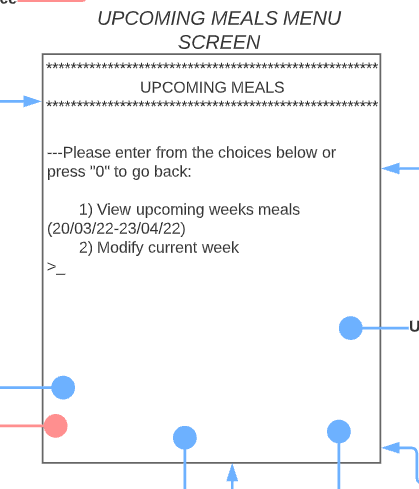 UPCOMING MEALS MENU
SCREEN
******************************************************
UPCOMING MEALS
******************************************************
---Please enter from the choices below or
press "0" to go back:
1) View upcoming weeks meals
(20/03/22-23/04/22)
2) Modify current week
>_
U